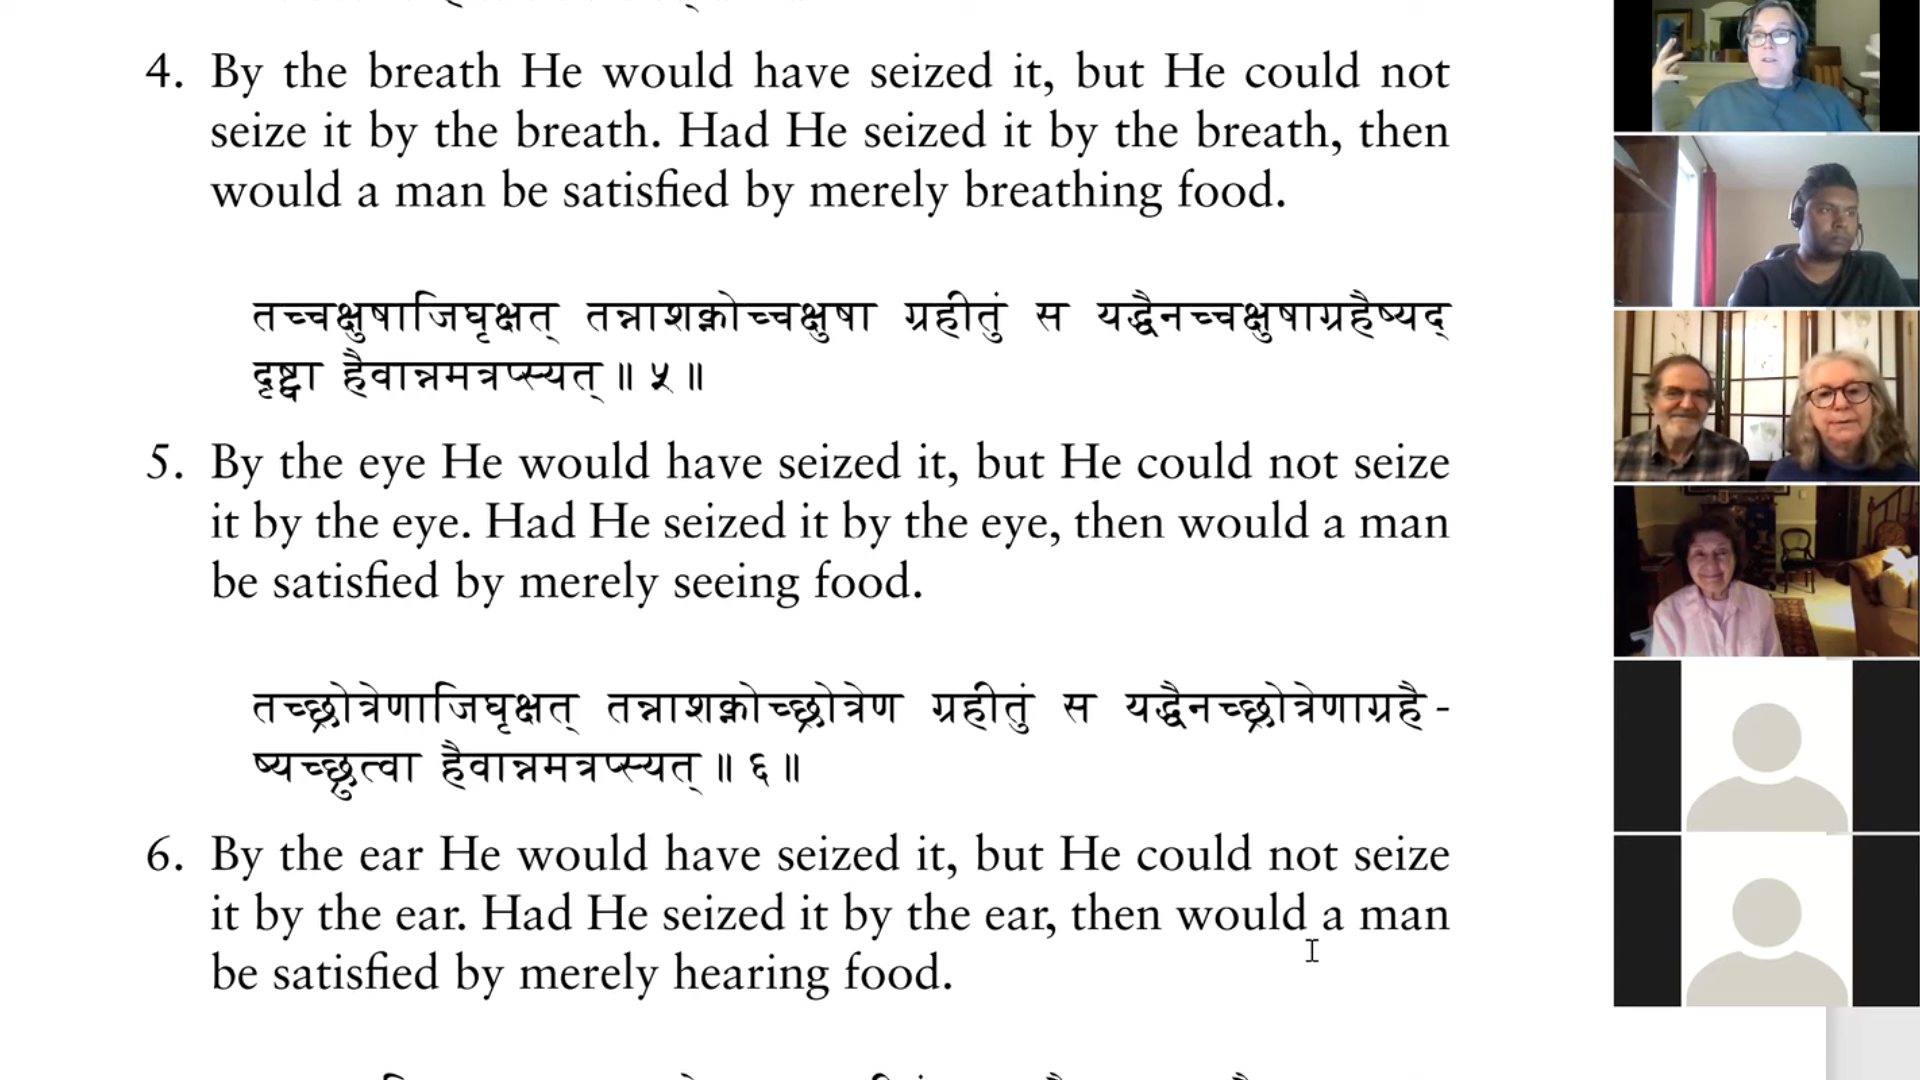 4. By the breath He would have seized it, but He could not
seize it by the breath. Had He seized it by the breath, then
would a man be satisfied by merely breathing food.
तच्चक्षुषाजिघृक्षत् तन्नाशक्नोच्चक्षुषा ग्रहीतुं स यद्धैनच्चक्षुषाग्रहैष्यद्
दृष्ट्वा हैवान्नमत्रप्स्यत् ॥ ५ ॥
5. By the eye He would have seized it, but He could not seize
it by the eye. Had He seized it by the eye, then would a man
be satisfied by merely seeing food.
तच्छ्रोत्रेणाजिघृक्षत् तन्नाशक्नोच्छ्रोत्रेण ग्रहीतुं स यद्धैनच्छ्रोत्रेणाग्रहै-
ष्यच्छ्रुत्वा हैवान्नमत्रप्स्यत् ॥ ६ ॥
6. By the ear He would have seized it, but He could not seize
it by the ear. Had He seized it by the ear, then would a man
be satisfied by merely hearing food.